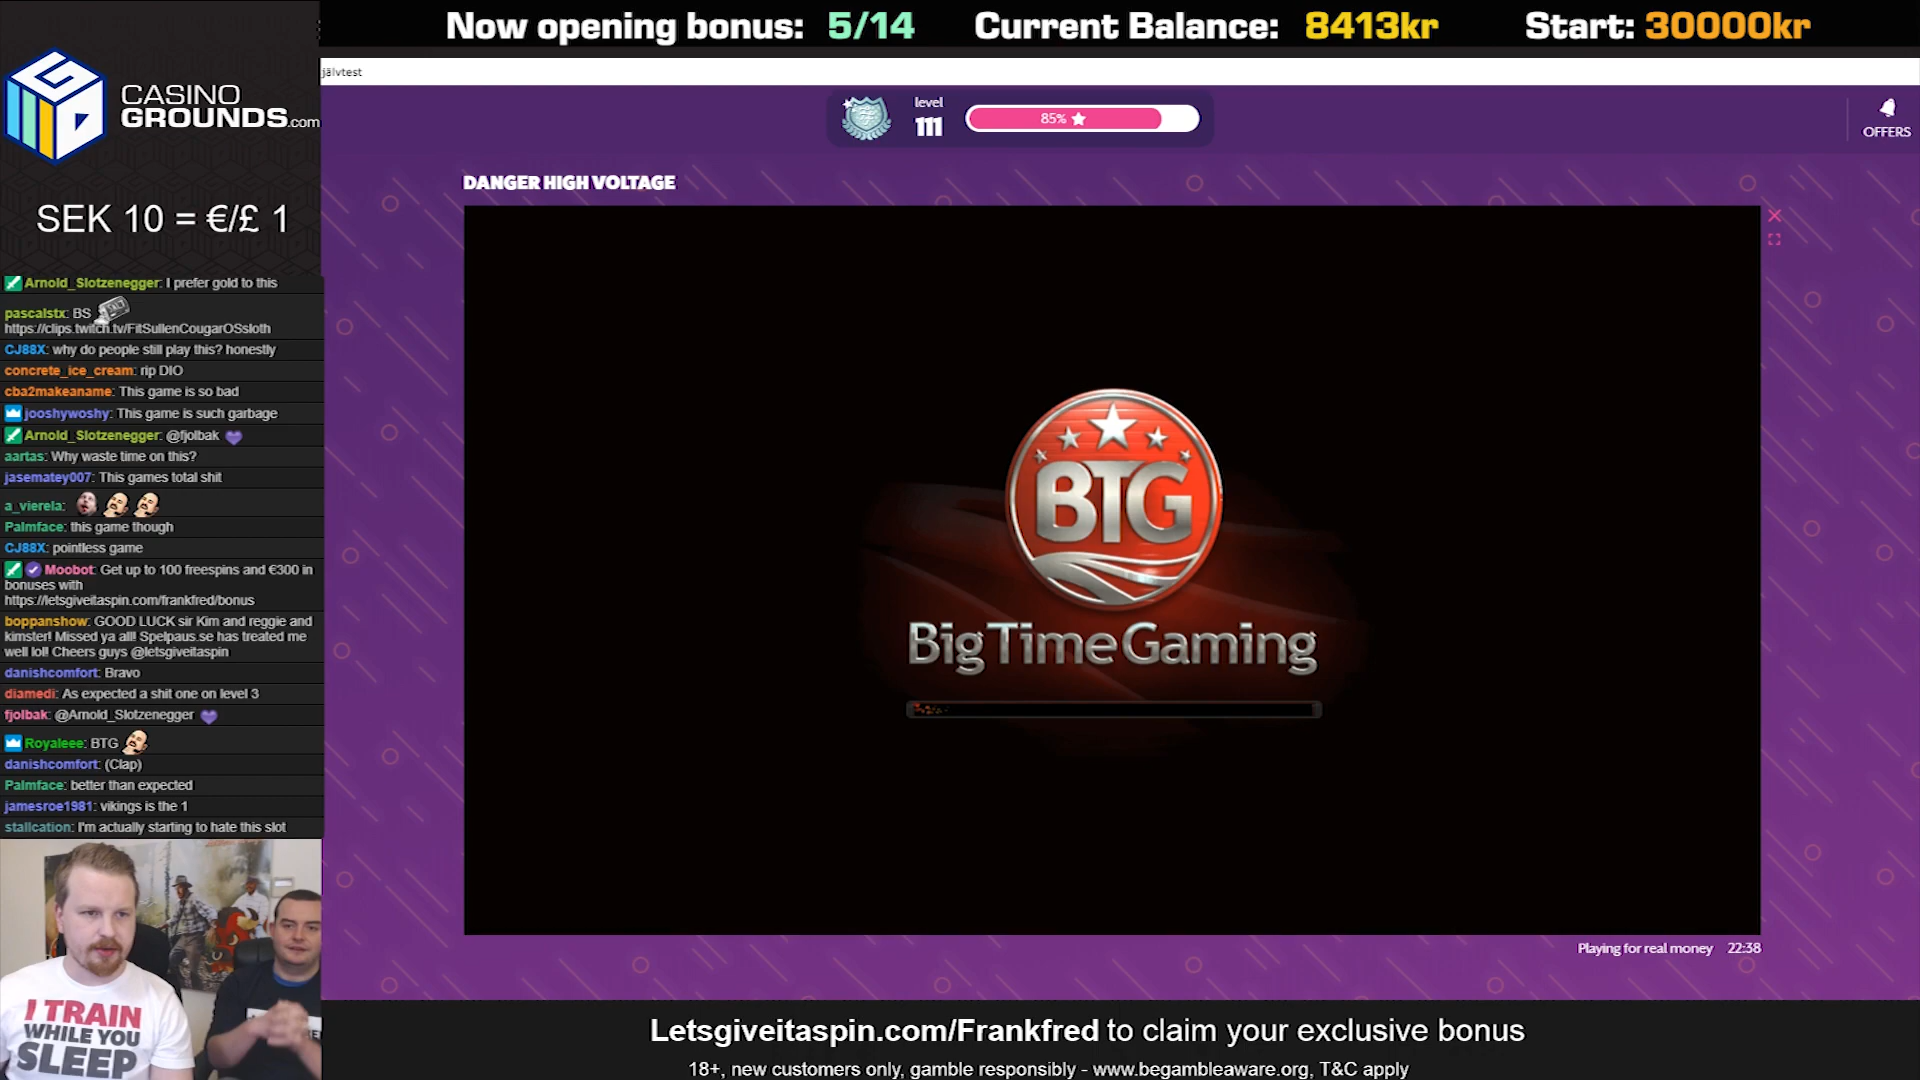 Now opening bonus: 5/14 Current Balance: 8413kr Start: 30000kr
CASINO
GROUNDS.com
SEK 10 = €/£ 1
Arnold_Slotzenegger: I prefer gold to this
pascalstx: BS
https://clips.twitch.tv/FitSullenCougarOSsloth
CJ88X: why do people still play this? honestly
concrete_ice_cream: rip DIO
cba2makeaname: This game is so bad
jooshywoshy: This game is such garbage
Arnold_Slotzenegger: @fjolbak
aartas: Why waste time on this?
jasematey007: This games total shit
a_vierela:
Palmface: this game though
CJ88X: pointless game
Moobot: Get up to 100 freespins and €300 in
bonuses with
https://letsgiveitaspin.com/frankfred/bonus
boppanshow: GOOD LUCK sir Kim and reggie and
kimster! Missed ya all! Spelpaus.se has treated me
well lol! Cheers guys @letsgiveitaspin
danishcomfort: Bravo
diamedi: As expected a shit one on level 3
fjolbak: @Arnold_Slotzenegger
Royaleee: BTG
danishcomfort: (Clap)
Palmface: better than expected
jamesroe1981: vikings is the 1
stallcation: I'm actually starting to hate this slot
I TRAIN
WHILE YOU
SLEEP
jälvtest
level
111
85%
OFFERS
DANGER HIGH VOLTAGE
BTG
Big Time Gaming
Playing for real money 22:38
Letsgiveitaspin.com/Frankfred to claim your exclusive bonus
18+, new customers only, gamble responsibly - www.begambleaware.org, T&C apply